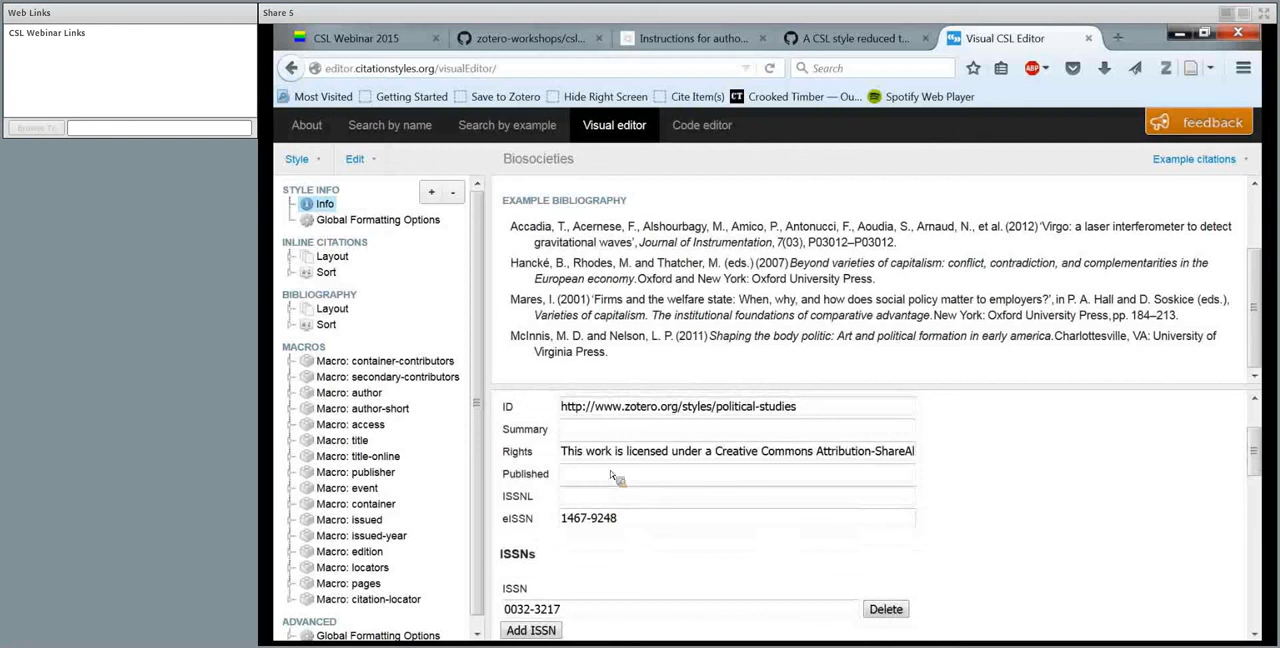 Web Links
CSL Webinar Links
Browse To
Share 5
CSL Webinar 2015
zotero-workshops/csl...
Instructions for autho...
A CSL style reduced t...
Visual CSL Editor
editor.citationstyles.org/visualEditor/
Search
ABP
Z
Most Visited
Getting Started
Save to Zotero
Hide Right Screen
Cite Item(s)
CT
Crooked Timber — Ou...
Spotify Web Player
About
Search by name
Search by example
Visual editor
Code editor
feedback
Style
Edit
Biosocieties
Example citations
STYLE INFO
+
-
Info
Global Formatting Options
INLINE CITATIONS
Layout
Sort
BIBLIOGRAPHY
Layout
Sort
MACROS
Macro: container-contributors
Macro: secondary-contributors
Macro: author
Macro: author-short
Macro: access
Macro: title
Macro: title-online
Macro: publisher
Macro: event
Macro: container
Macro: issued
Macro: issued-year
Macro: edition
Macro: locators
Macro: pages
Macro: citation-locator
ADVANCED
Global Formatting Options
EXAMPLE BIBLIOGRAPHY
Accadia, T., Acernese, F., Alshourbagy, M., Amico, P., Antonucci, F., Aoudia, S., Arnaud, N., et al. (2012) ‘Virgo: a laser interferometer to detect
gravitational waves’, Journal of Instrumentation, 7(03), P03012–P03012.
Hancké, B., Rhodes, M. and Thatcher, M. (eds.) (2007) Beyond varieties of capitalism: conflict, contradiction, and complementarities in the
European economy.Oxford and New York: Oxford University Press.
Mares, I. (2001) ‘Firms and the welfare state: When, why, and how does social policy matter to employers?’, in P. A. Hall and D. Soskice (eds.),
Varieties of capitalism. The institutional foundations of comparative advantage.New York: Oxford University Press, pp. 184–213.
McInnis, M. D. and Nelson, L. P. (2011) Shaping the body politic: Art and political formation in early america.Charlottesville, VA: University of
Virginia Press.
ID
http://www.zotero.org/styles/political-studies
Summary
Rights
This work is licensed under a Creative Commons Attribution-ShareAl
Published
ISSNL
eISSN
1467-9248
ISSNs
ISSN
0032-3217
Delete
Add ISSN